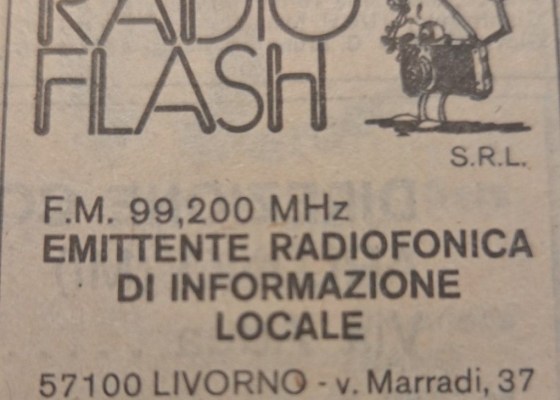 RADIO
FLASH
S.R.L.
F.M. 99,200 MHz
EMITTENTE RADIOFONICA
DI INFORMAZIONE
LOCALE
57100 LIVORNO - v. Marradi, 37